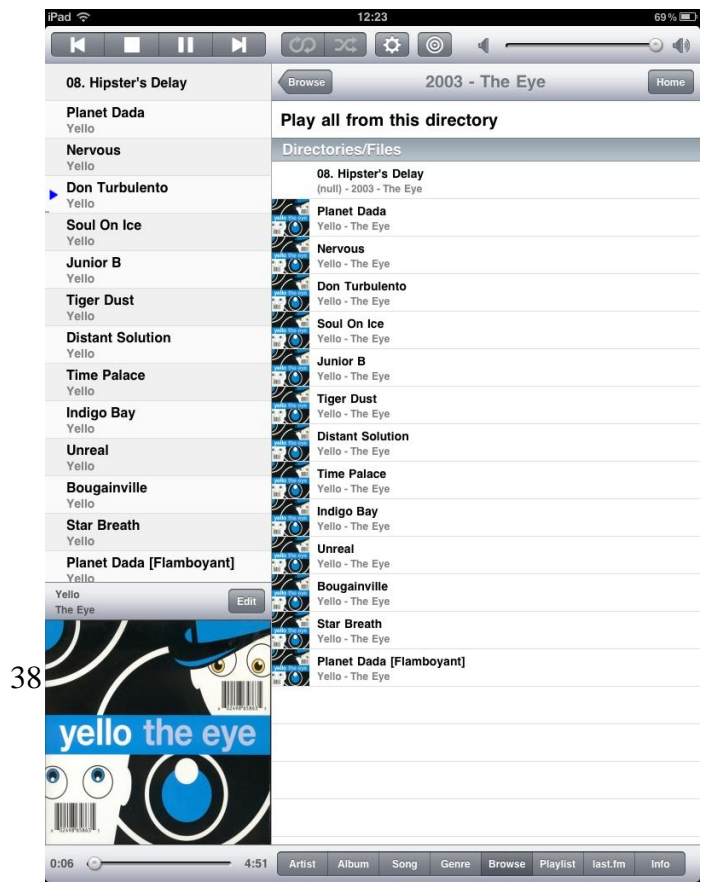 iPad 12:23 69%
08. Hipster's Delay
Planet Dada
Yello
Nervous
Yello
Don Turbulento
Yello
Soul On Ice
Yello
Junior B
Yello
Tiger Dust
Yello
Distant Solution
Yello
Time Palace
Yello
Indigo Bay
Yello
Unreal
Yello
Bougainville
Yello
Star Breath
Yello
Planet Dada [Flamboyant]
Yello
Yello
The Eye
Edit
38
yello the eye
0:06 4:51
Browse 2003 - The Eye Home
Play all from this directory
Directories/Files
08. Hipster's Delay
(null) - 2003 - The Eye
Planet Dada
Yello - The Eye
Nervous
Yello - The Eye
Don Turbulento
Yello - The Eye
Soul On Ice
Yello - The Eye
Junior B
Yello - The Eye
Tiger Dust
Yello - The Eye
Distant Solution
Yello - The Eye
Time Palace
Yello - The Eye
Indigo Bay
Yello - The Eye
Unreal
Yello - The Eye
Bougainville
Yello - The Eye
Star Breath
Yello - The Eye
Planet Dada [Flamboyant]
Yello - The Eye
Artist Album Song Genre Browse Playlist last.fm Info